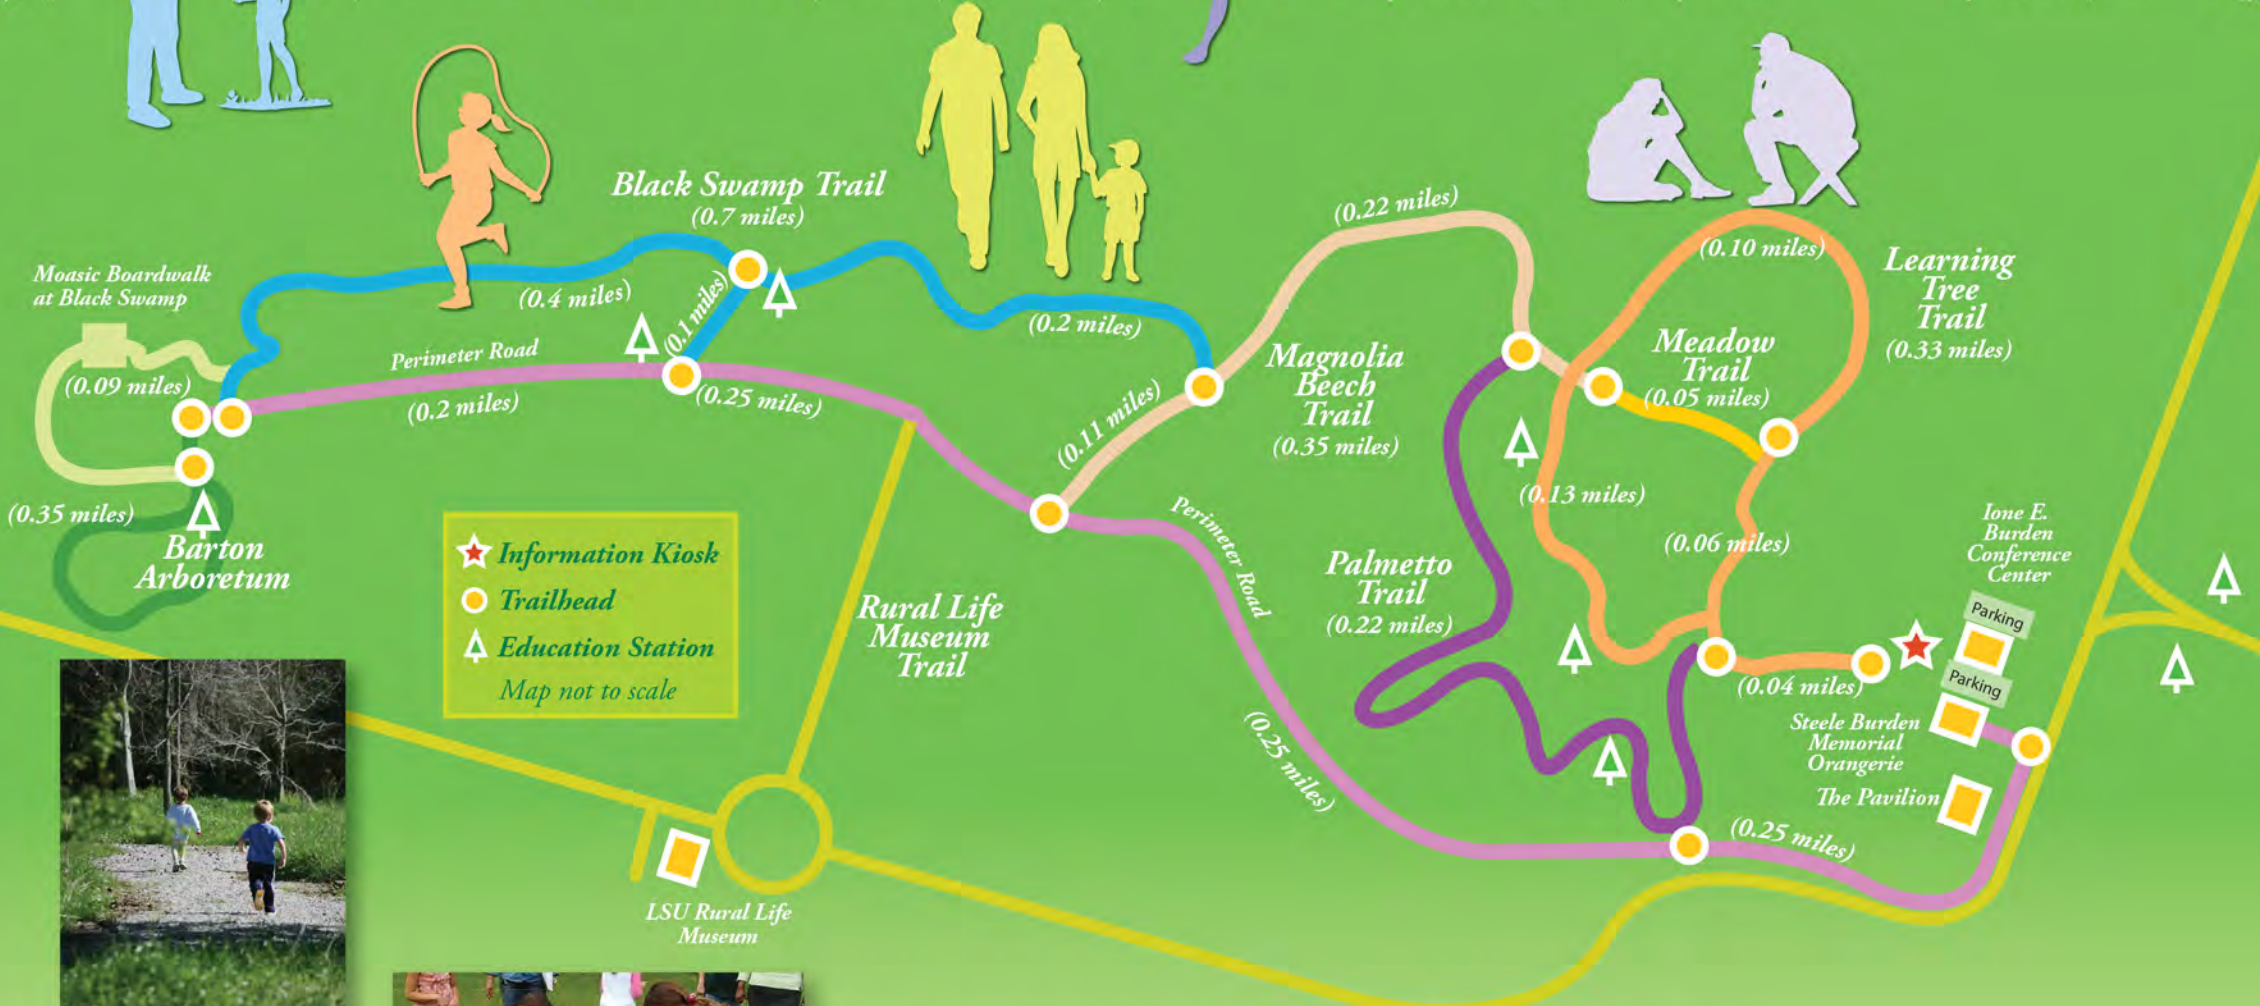 Black Swamp Trail
(0.7 miles)
Moasic Boardwalk
at Black Swamp
(0.09 miles)
(0.4 miles)
(0.1 miles)
(0.2 miles)
Perimeter Road
(0.2 miles)
(0.25 miles)
(0.35 miles)
Barton
Arboretum
Information Kiosk
Trailhead
Education Station
Map not to scale
Rural Life
Museum
Trail
LSU Rural Life
Museum
(0.11 miles)
Magnolia
Beech
Trail
(0.35 miles)
(0.22 miles)
Perimeter Road
(0.25 miles)
Palmetto
Trail
(0.22 miles)
(0.10 miles)
Learning
Tree
Trail
(0.33 miles)
Meadow
Trail
(0.05 miles)
(0.13 miles)
(0.06 miles)
(0.04 miles)
Ione E.
Burden
Conference
Center
Parking
Parking
Steele Burden
Memorial
Orangerie
The Pavilion
(0.25 miles)